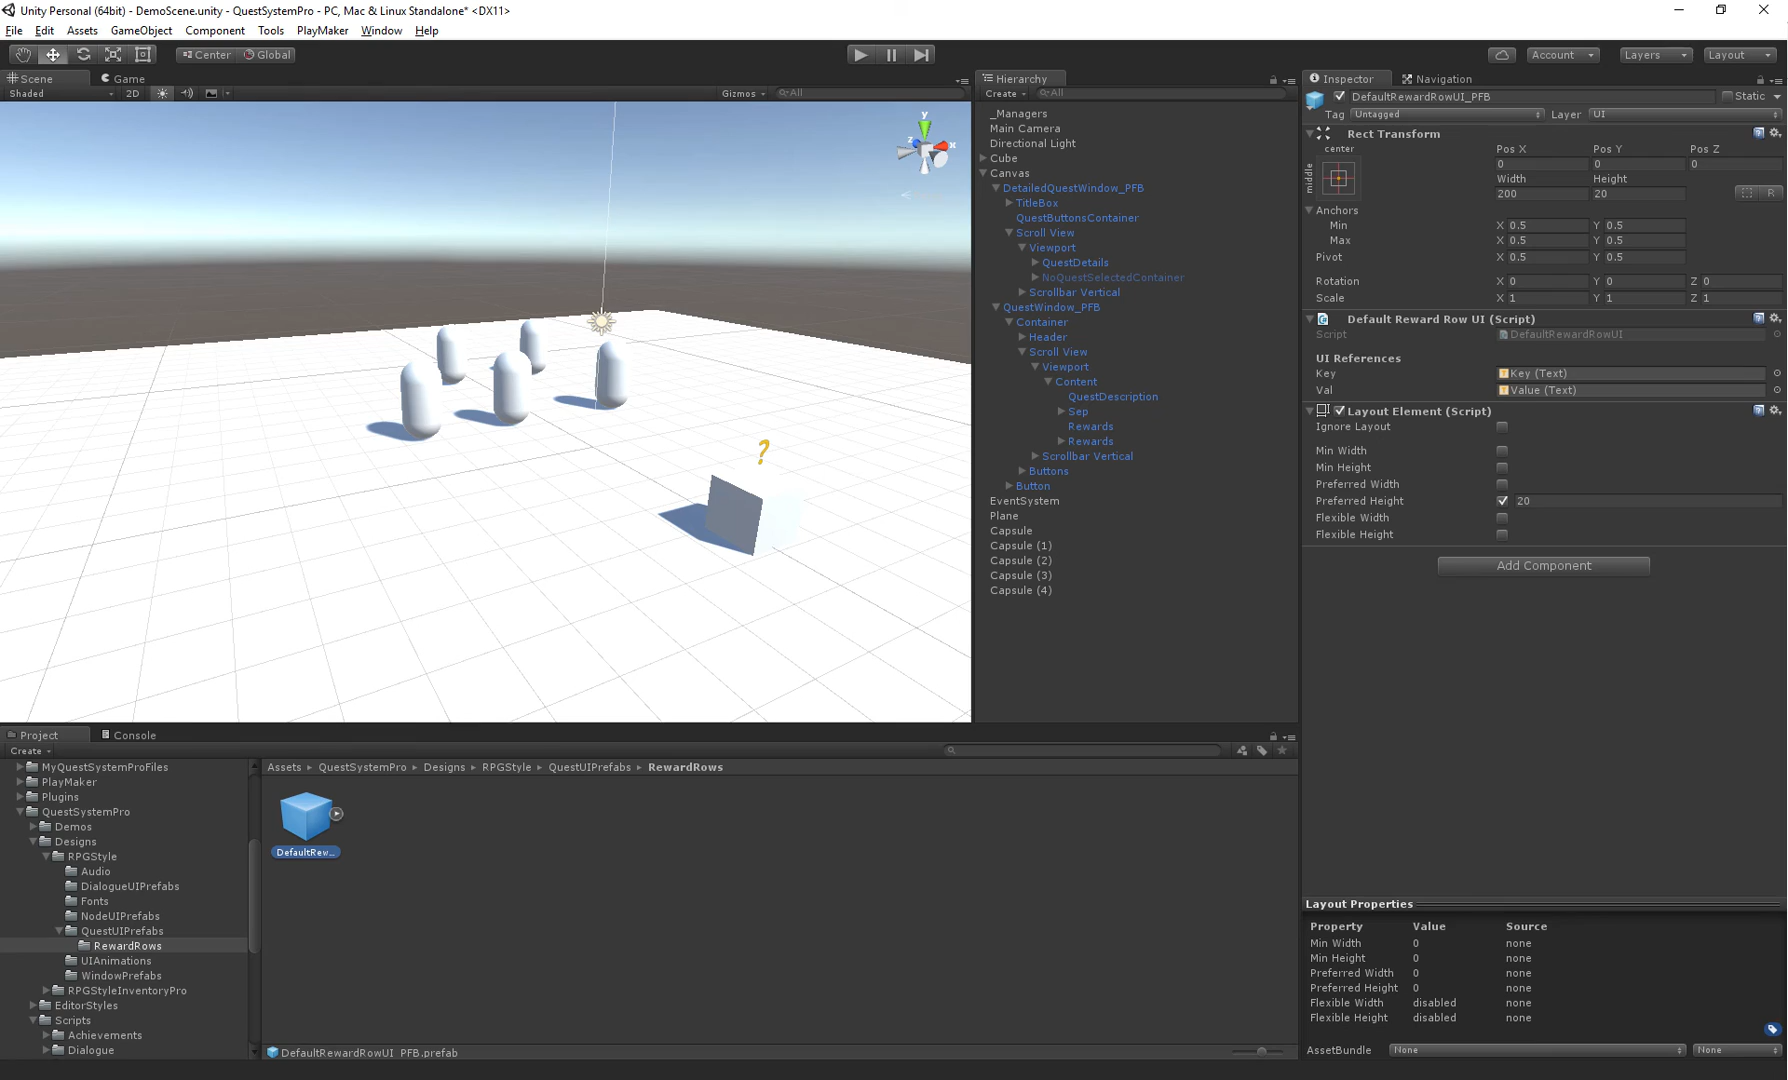 Unity Personal (64bit) - DemoScene.unity - QuestSystemPro - PC, Mac & Linux Standalone* <DX11>
File Edit Assets GameObject Component Tools PlayMaker Window Help
Center Global Account Layers Layout
Scene Game
Shaded 2D Gizmos All
Hierarchy
Create All
_Managers
Main Camera
Directional Light
Cube
Canvas
DetailedQuestWindow_PFB
TitleBox
QuestButtonsContainer
Scroll View
Viewport
QuestDetails
NoQuestSelectedContainer
Scrollbar Vertical
QuestWindow_PFB
Container
Header
Scroll View
Viewport
Content
QuestDescription
Sep
Rewards
Rewards
Scrollbar Vertical
Buttons
Button
EventSystem
Plane
Capsule
Capsule (1)
Capsule (2)
Capsule (3)
Capsule (4)
y
z
x
?
Inspector Navigation
DefaultRewardRowUI_PFB Static
Tag Untagged Layer UI
Rect Transform
center Pos X Pos Y Pos Z
middle
0 0 0
Width Height
200 20 R
Anchors
Min X 0.5 Y 0.5
Max X 0.5 Y 0.5
Pivot X 0.5 Y 0.5
Rotation X 0 Y 0 Z 0
Scale X 1 Y 1 Z 1
Default Reward Row UI (Script)
Script DefaultRewardRowUI
UI References
Key Key (Text)
Val Value (Text)
Layout Element (Script)
Ignore Layout
Min Width
Min Height
Preferred Width
Preferred Height 20
Flexible Width
Flexible Height
Add Component
Layout Properties
Property Value Source
Min Width 0 none
Min Height 0 none
Preferred Width 0 none
Preferred Height 0 none
Flexible Width disabled none
Flexible Height disabled none
AssetBundle None None
Project Console
Create
MyQuestSystemProFiles
PlayMaker
Plugins
QuestSystemPro
Demos
Designs
RPGStyle
Audio
DialogueUIPrefabs
Fonts
NodeUIPrefabs
QuestUIPrefabs
RewardRows
UIAnimations
WindowPrefabs
RPGStyleInventoryPro
EditorStyles
Scripts
Achievements
Dialogue
Assets QuestSystemPro Designs RPGStyle QuestUIPrefabs RewardRows
DefaultRew...
DefaultRewardRowUI_PFB.prefab